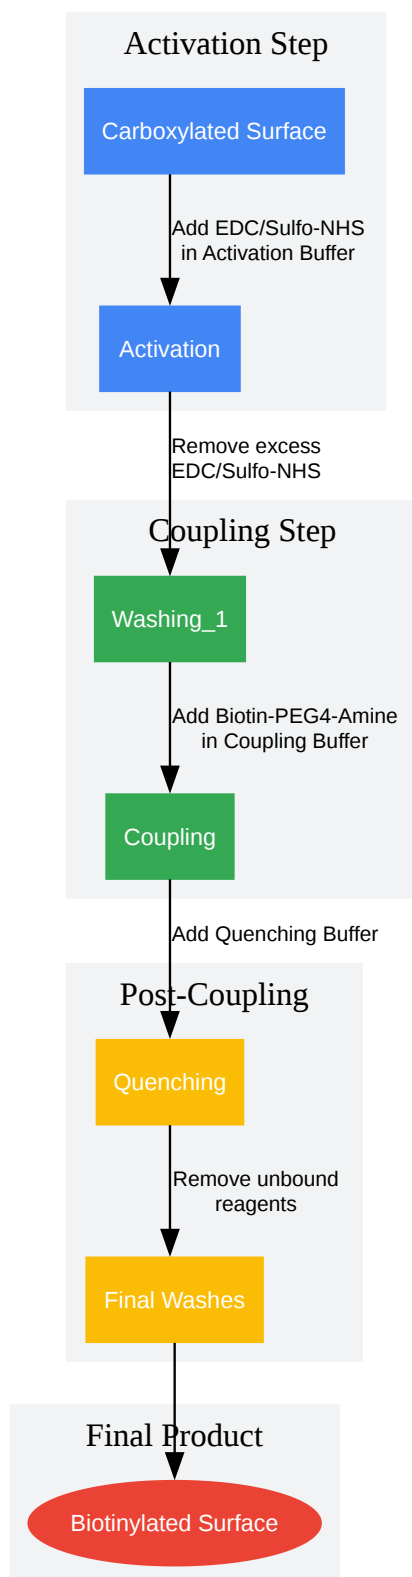 Activation Step
Carboxylated Surface
Add EDC/Sulfo-NHS
in Activation Buffer
Activation
Remove excess
EDC/Sulfo-NHS
Coupling Step
Washing_1
Add Biotin-PEG4-Amine
in Coupling Buffer
Coupling
Add Quenching Buffer
Post-Coupling
Quenching
Remove unbound
reagents
Final Washes
Final Product
Biotinylated Surface